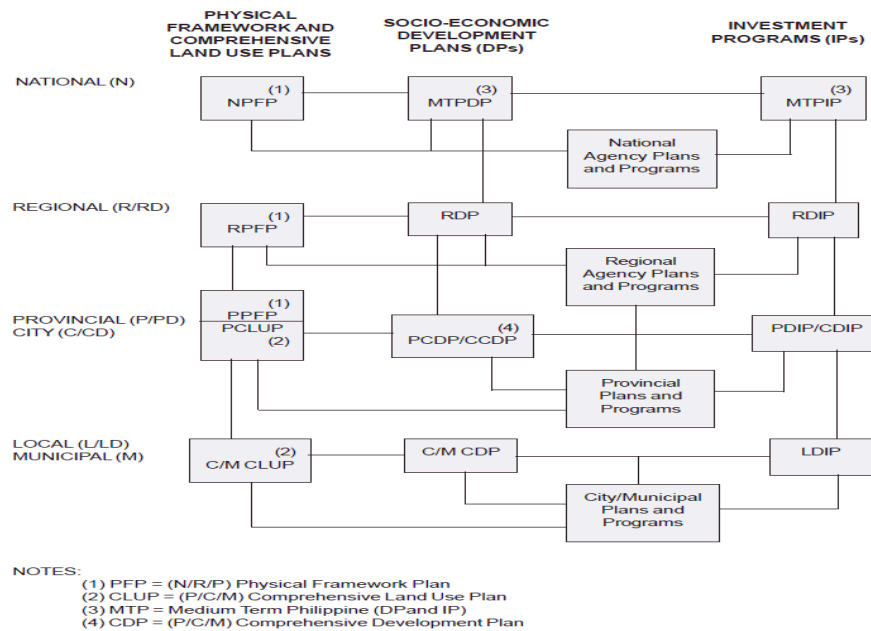 PHYSICAL
FRAMEWORK AND
COMPREHENSIVE
LAND USE PLANS
SOCIO-ECONOMIC
DEVELOPMENT
PLANS (DPs)
INVESTMENT
PROGRAMS (IPs)
NATIONAL (N)
(1)
NPFP
(3)
MTPDP
(3)
MTPIP
National
Agency Plans
and Programs
REGIONAL (R/RD)
(1)
RPFP
RDP
RDIP
Regional
Agency Plans
and Programs
PROVINCIAL (P/PD)
CITY (C/CD)
(1)
PPFP
PCLUP
(2)
(4)
PCDP/CCDP
PDIP/CDIP
Provincial
Plans and
Programs
LOCAL (L/LD)
MUNICIPAL (M)
(2)
C/M CLUP
C/M CDP
LDIP
City/Municipal
Plans and
Programs
NOTES:
(1) PFP = (N/R/P) Physical Framework Plan
(2) CLUP = (P/C/M) Comprehensive Land Use Plan
(3) MTP = Medium Term Philippine (DPand IP)
(4) CDP = (P/C/M) Comprehensive Development Plan